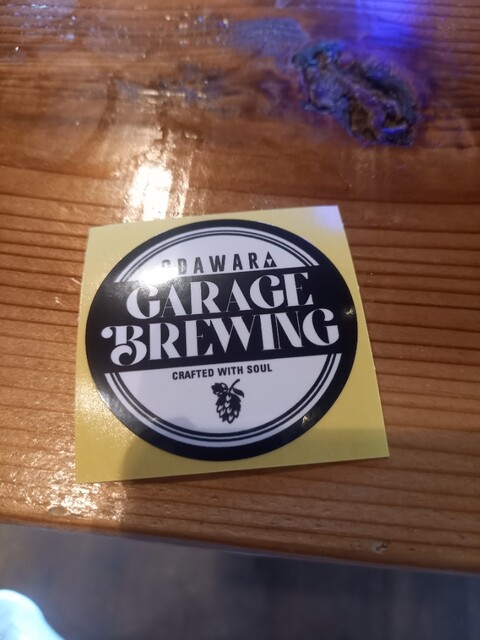 ODAWARA
GARAGE
BREWING
CRAFTED WITH SOUL